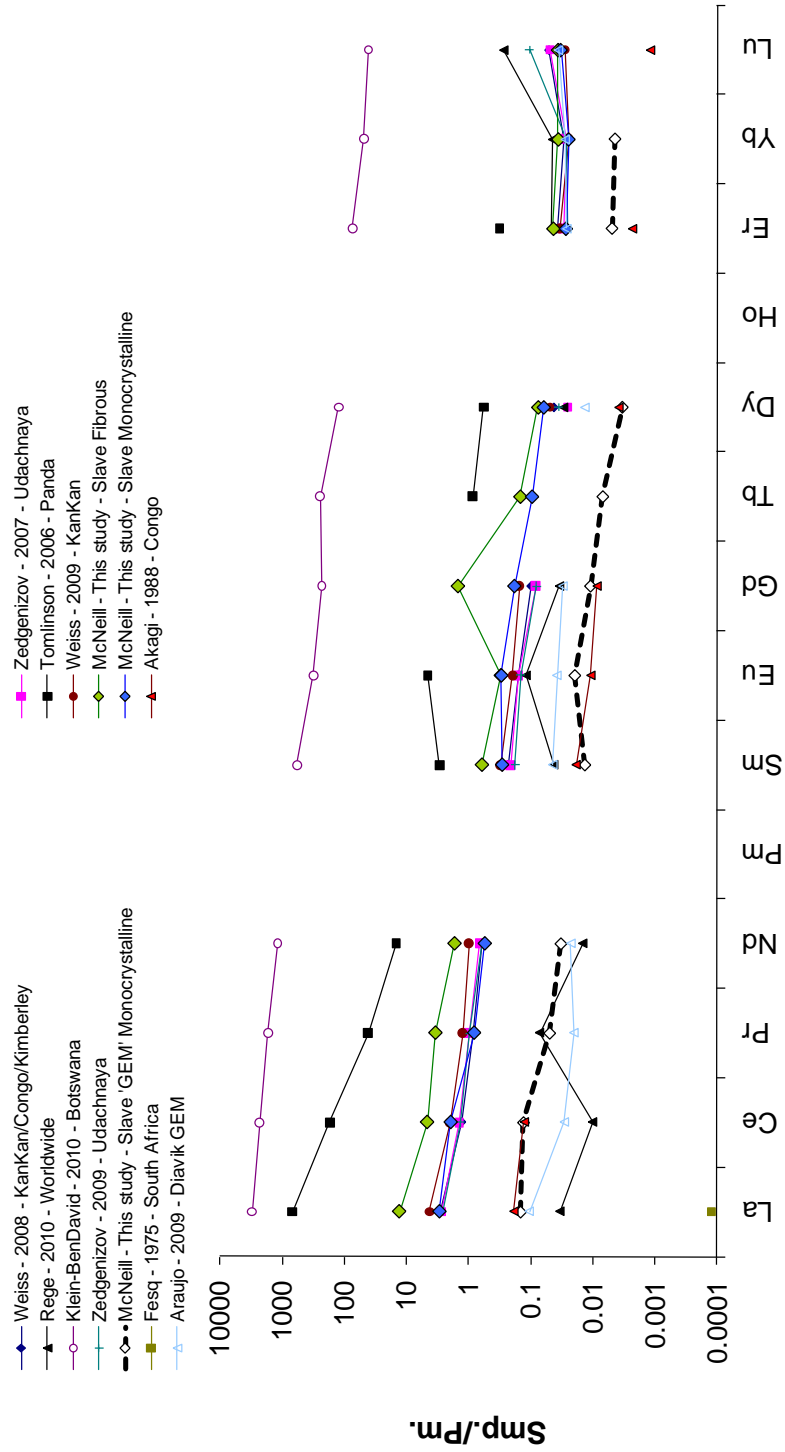 Weiss - 2008 - KanKan/Congo/Kimberley
Rege - 2010 - Worldwide
Klein-BenDavid - 2010 - Botswana
Zedgenizov - 2009 - Udachnaya
McNeill - This study - Slave 'GEM' Monocrystalline
Fesq - 1975 - South Africa
Araujo - 2009 - Diavik GEM
Zedgenizov - 2007 - Udachnaya
Tomlinson - 2006 - Panda
Weiss - 2009 - KanKan
McNeill - This study - Slave Fibrous
McNeill - This study - Slave Monocrystalline
Akagi - 1988 - Congo
Smp./Pm.
10000
1000
100
10
1
0.1
0.01
0.001
0.0001
La
Ce
Pr
Nd
Pm
Sm
Eu
Gd
Tb
Dy
Ho
Er
Yb
Lu